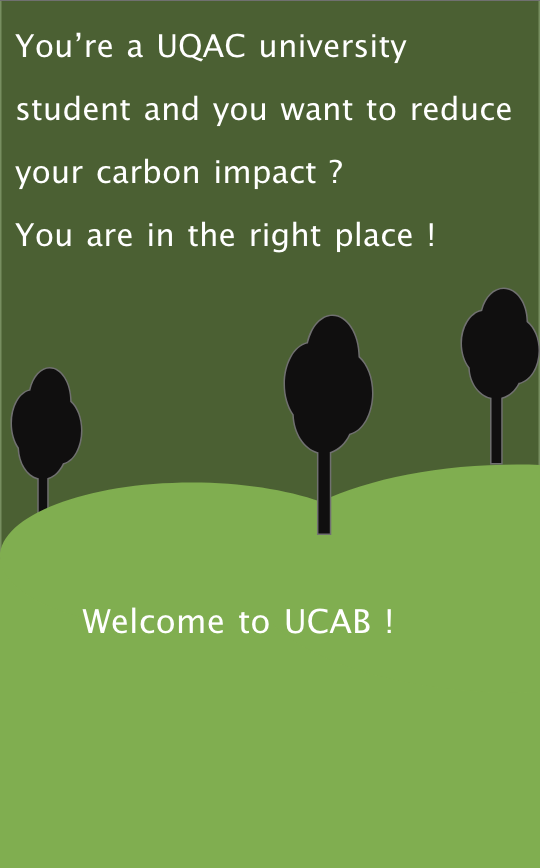 You’re a UQAC university
student and you want to reduce
your carbon impact ?
You are in the right place !
Welcome to UCAB !